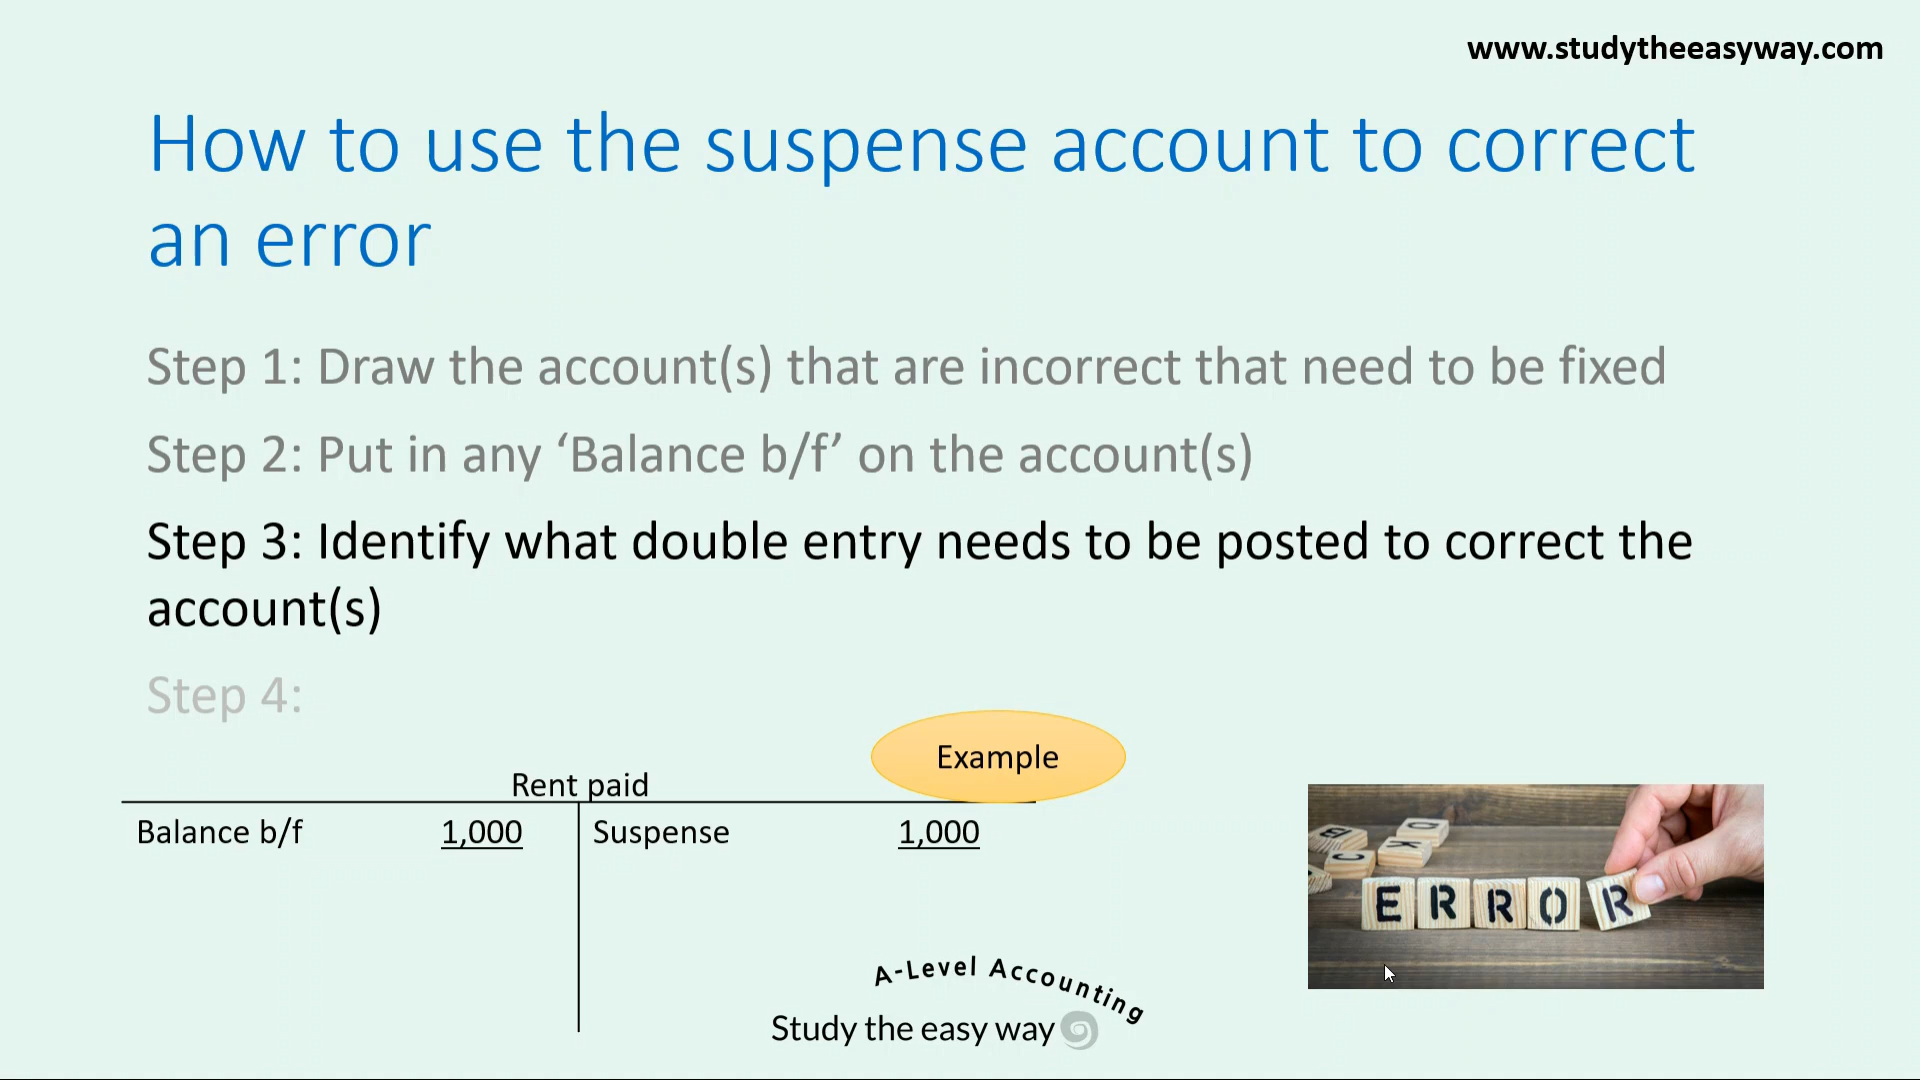 www.studytheeasyway.com
How to use the suspense account to correct
an error
Step 1: Draw the account(s) that are incorrect that need to be fixed
Step 2: Put in any ‘Balance b/f’ on the account(s)
Step 3: Identify what double entry needs to be posted to correct the
account(s)
Step 4:
Example
Rent paid
Balance b/f 1,000 Suspense 1,000
B D
C K
E R R O R
A-Level Accounting
Study the easy way